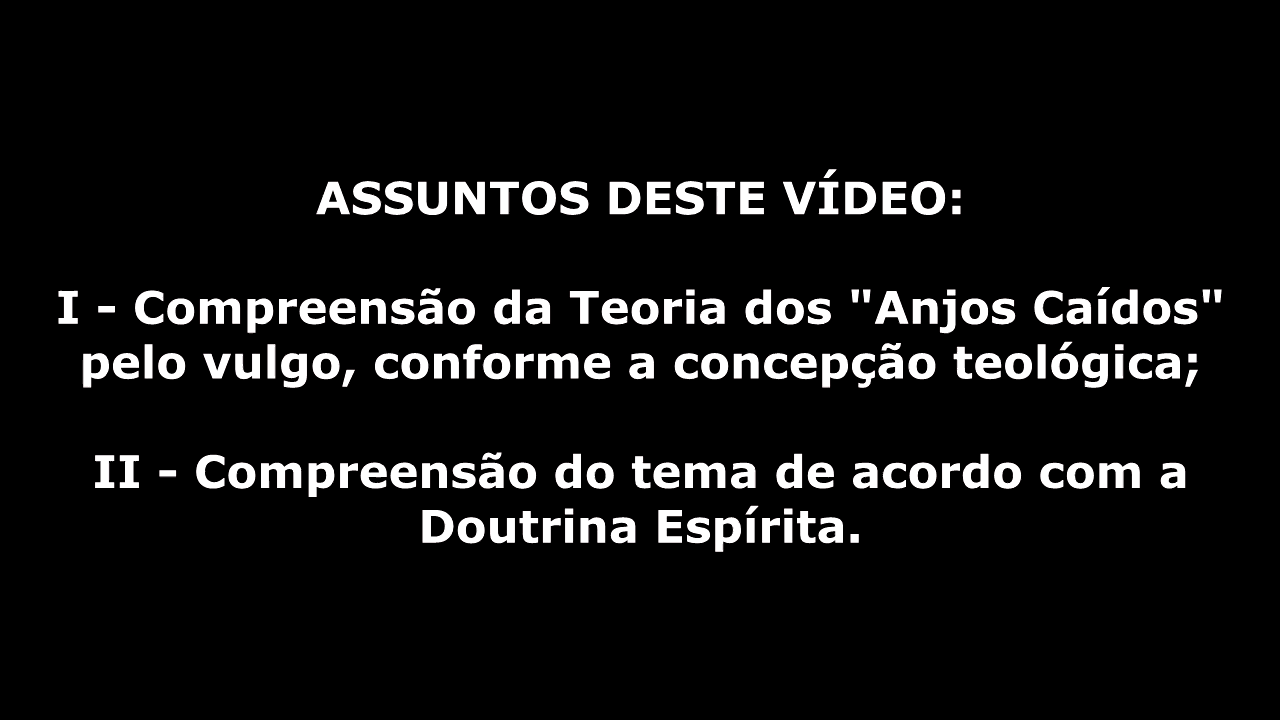 ASSUNTOS DESTE VÍDEO:
I - Compreensão da Teoria dos "Anjos Caídos"
pelo vulgo, conforme a concepção teológica;
II - Compreensão do tema de acordo com a
Doutrina Espírita.